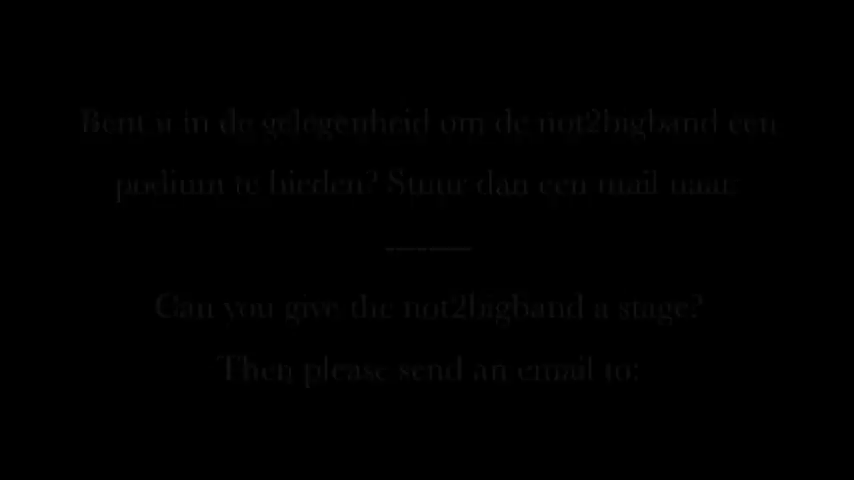 Bent u in de gelegenheid om de not2bigband een
podium te bieden? Stuur dan een mail naar:
------
Can you give the not2bigband a stage?
Then please send an email to: